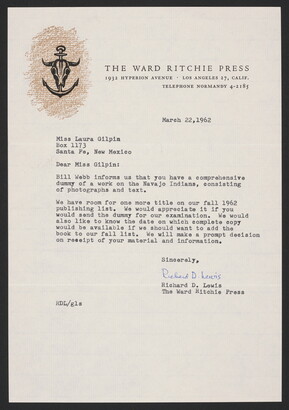 THE WARD RITCHIE PRESS
1932 HYPERION AVENUE · LOS ANGELES 27, CALIF.
TELEPHONE NORMANDY 4-2185
March 22,1962
Miss Laura Gilpin
Box 1173
Santa Fe, New Mexico
Dear Miss Gilpin:
Bill Webb informs us that you have a comprehensive
dummy of a work on the Navajo Indians, consisting
of photographs and text.
We have room for one more title on our fall 1962
publishing list. We would appreciate it if you
would send the dummy for our examination. We would
also like to know the date on which complete copy
would be available if we should want to add the
book to our fall list. We will make a prompt decision
on receipt of your material and information.
Sincerely,
Richard D. Lewis
Richard D. Lewis
The Ward Ritchie Press
RDL/gle